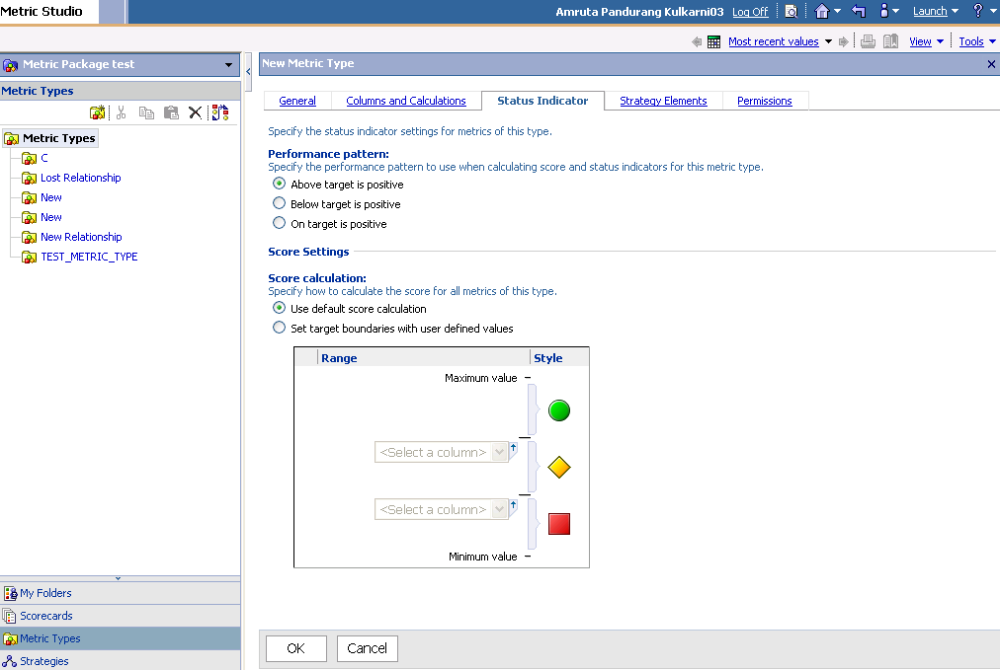 Metric Studio
Amruta Pandurang Kulkarni03 Log Off Launch ?
Most recent values View Tools
Metric Package test
Metric Types
Metric Types
C
Lost Relationship
New
New
New Relationship
TEST_METRIC_TYPE
My Folders
Scorecards
Metric Types
Strategies
New Metric Type
General Columns and Calculations Status Indicator Strategy Elements Permissions
Specify the status indicator settings for metrics of this type.
Performance pattern:
Specify the performance pattern to use when calculating score and status indicators for this metric type.
Above target is positive
Below target is positive
On target is positive
Score Settings
Score calculation:
Specify how to calculate the score for all metrics of this type.
Use default score calculation
Set target boundaries with user defined values
Range Style
Maximum value
<Select a column>
<Select a column>
Minimum value
OK Cancel